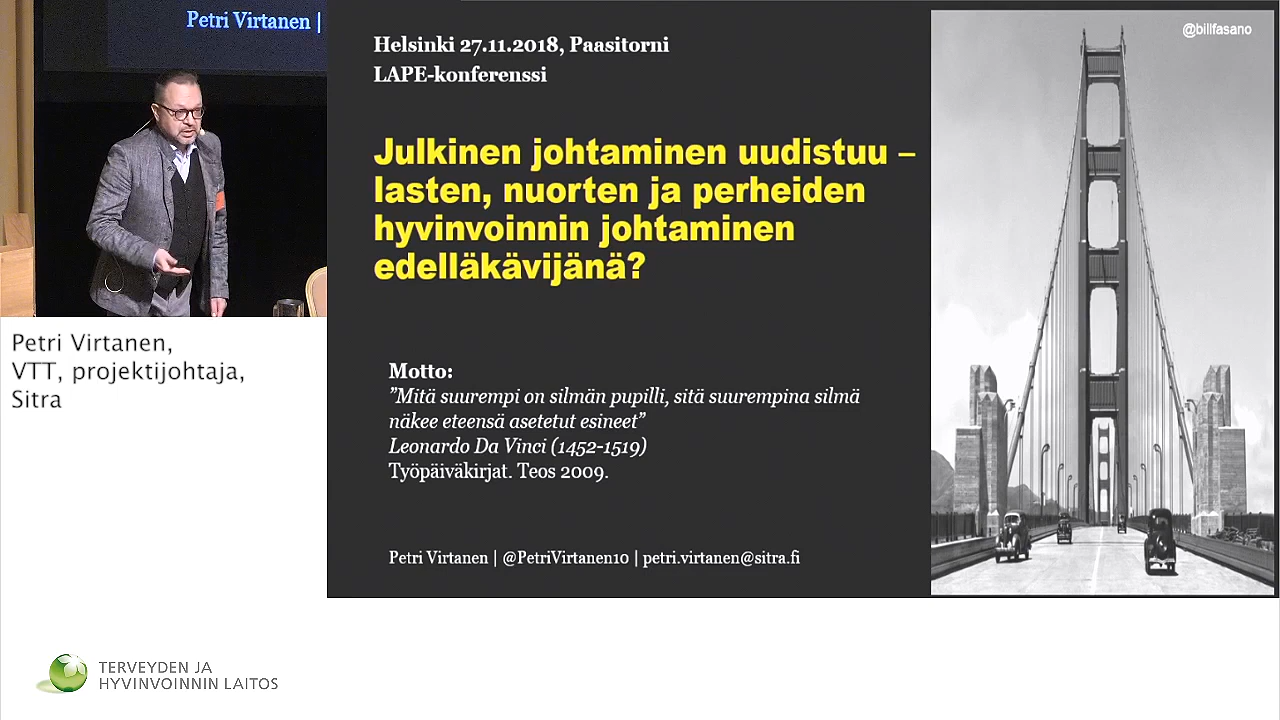 Petri Virtanen |
Helsinki 27.11.2018, Paasitorni
LAPE-konferenssi
@billfasano
Julkinen johtaminen uudistuu –
lasten, nuorten ja perheiden
hyvinvoinnin johtaminen
edelläkävijänä?
Motto:
”Mitä suurempi on silmän pupilli, sitä suurempina silmä
näkee eteensä asetetut esineet”
Leonardo Da Vinci (1452-1519)
Työpäiväkirjat. Teos 2009.
Petri Virtanen | @PetriVirtanen10 | petri.virtanen@sitra.fi
Petri Virtanen,
VTT, projektijohtaja,
Sitra
TERVEYDEN JA
HYVINVOINNIN LAITOS